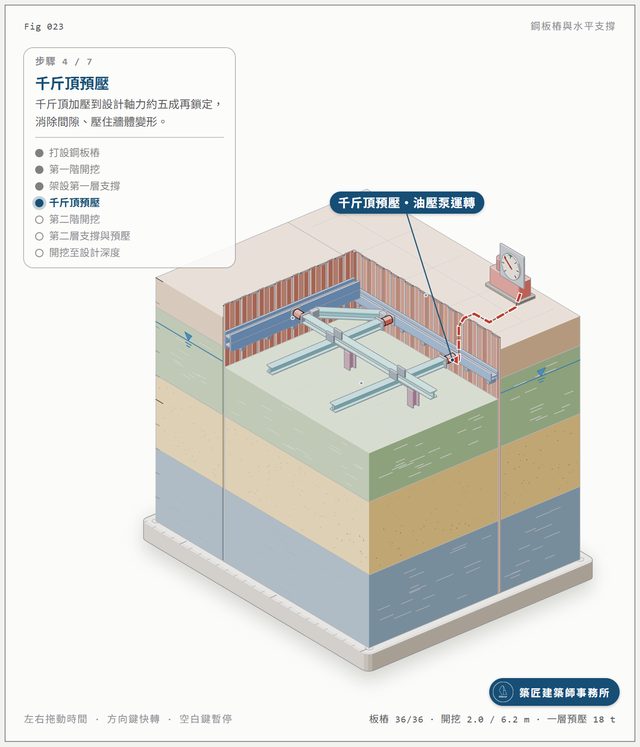 Fig 023
鋼板樁與水平支撐
步驟 4 / 7
千斤頂預壓
千斤頂加壓到設計軸力約五成再鎖定，
消除間隙、壓住牆體變形。
打設鋼板樁
第一階開挖
架設第一層支撐
千斤頂預壓
第二階開挖
第二層支撐與預壓
開挖至設計深度
千斤頂預壓・油壓泵運轉
築匠建築師事務所
左右拖動時間 · 方向鍵快轉 · 空白鍵暫停
板樁 36/36 · 開挖 2.0 / 6.2 m · 一層預壓 18 t